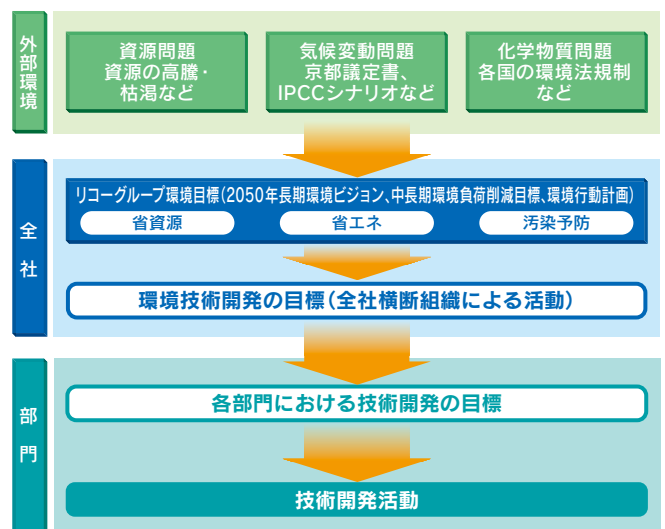 外部環境
資源問題
資源の高騰・
枯渇など
気候変動問題
京都議定書、
IPCCシナリオなど
化学物質問題
各国の環境法規制
など
全社
リコーグループ環境目標(2050年長期環境ビジョン、中長期環境負荷削減目標、環境行動計画)
省資源
省エネ
汚染予防
環境技術開発の目標(全社横断組織による活動)
部門
各部門における技術開発の目標
技術開発活動